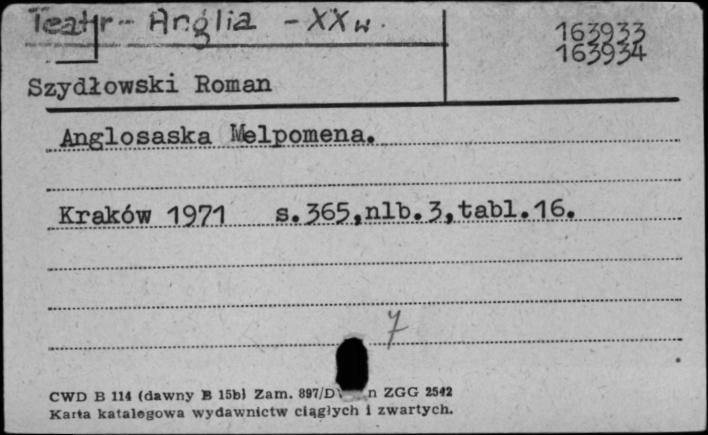 Teatr - Anglia - XX w.
163933
163934
Szydłowski Roman
Anglosaska Melpomena.
Kraków 1971 s.365,nlb.3,tabl.16.
7
CWD B 114 (dawny B 15b) Zam. 897/D n ZGG 2542
Karta katalogowa wydawnictw ciągłych i zwartych.